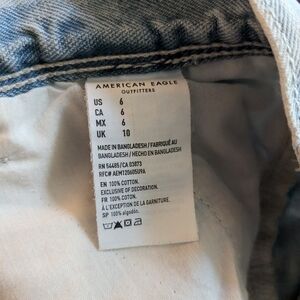 AMERICAN EAGLE
OUTFITTERS
US 6
CA 6
MX 6
UK 10
MADE IN BANGLADESH / FABRIQUÉ AU
BANGLADESH / HECHO EN BANGLADESH
RN 54485/CA 03873
RFC# AEM120605U9A
EN 100% COTTON.
EXCLUSIVE OF DECORATION.
FR 100% COTON.
À L'EXCEPTION DE LA GARNITURE.
SP 100% algodón.